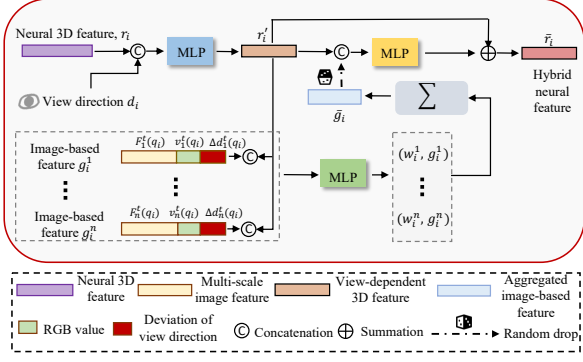 Neural 3D feature, r_i
MLP
r_i′
MLP
r̄_i
Hybrid
neural
feature
View direction d_i
ḡ_i
∑
Image-based
feature g_i^1
F_1^t(q_i) v_1^t(q_i) Δd_1^t(q_i)
MLP
(w_i^1, g_i^1)
Image-based
feature g_i^n
F_n^t(q_i) v_n^t(q_i) Δd_n^t(q_i)
(w_i^n, g_i^n)
Neural 3D
feature
Multi-scale
image feature
View-dependent
3D feature
Aggregated
image-based feature
RGB value
Deviation of
view direction
© Concatenation
⊕ Summation
Random drop